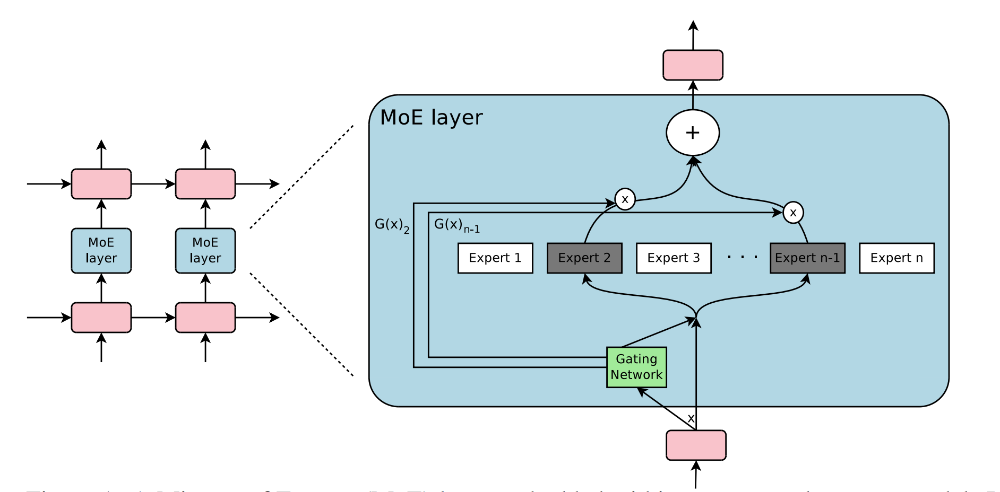 MoE layer
MoE
layer
MoE
layer
+
x
x
G(x)2
G(x)n-1
Expert 1
Expert 2
Expert 3
. . .
Expert n-1
Expert n
Gating
Network
x